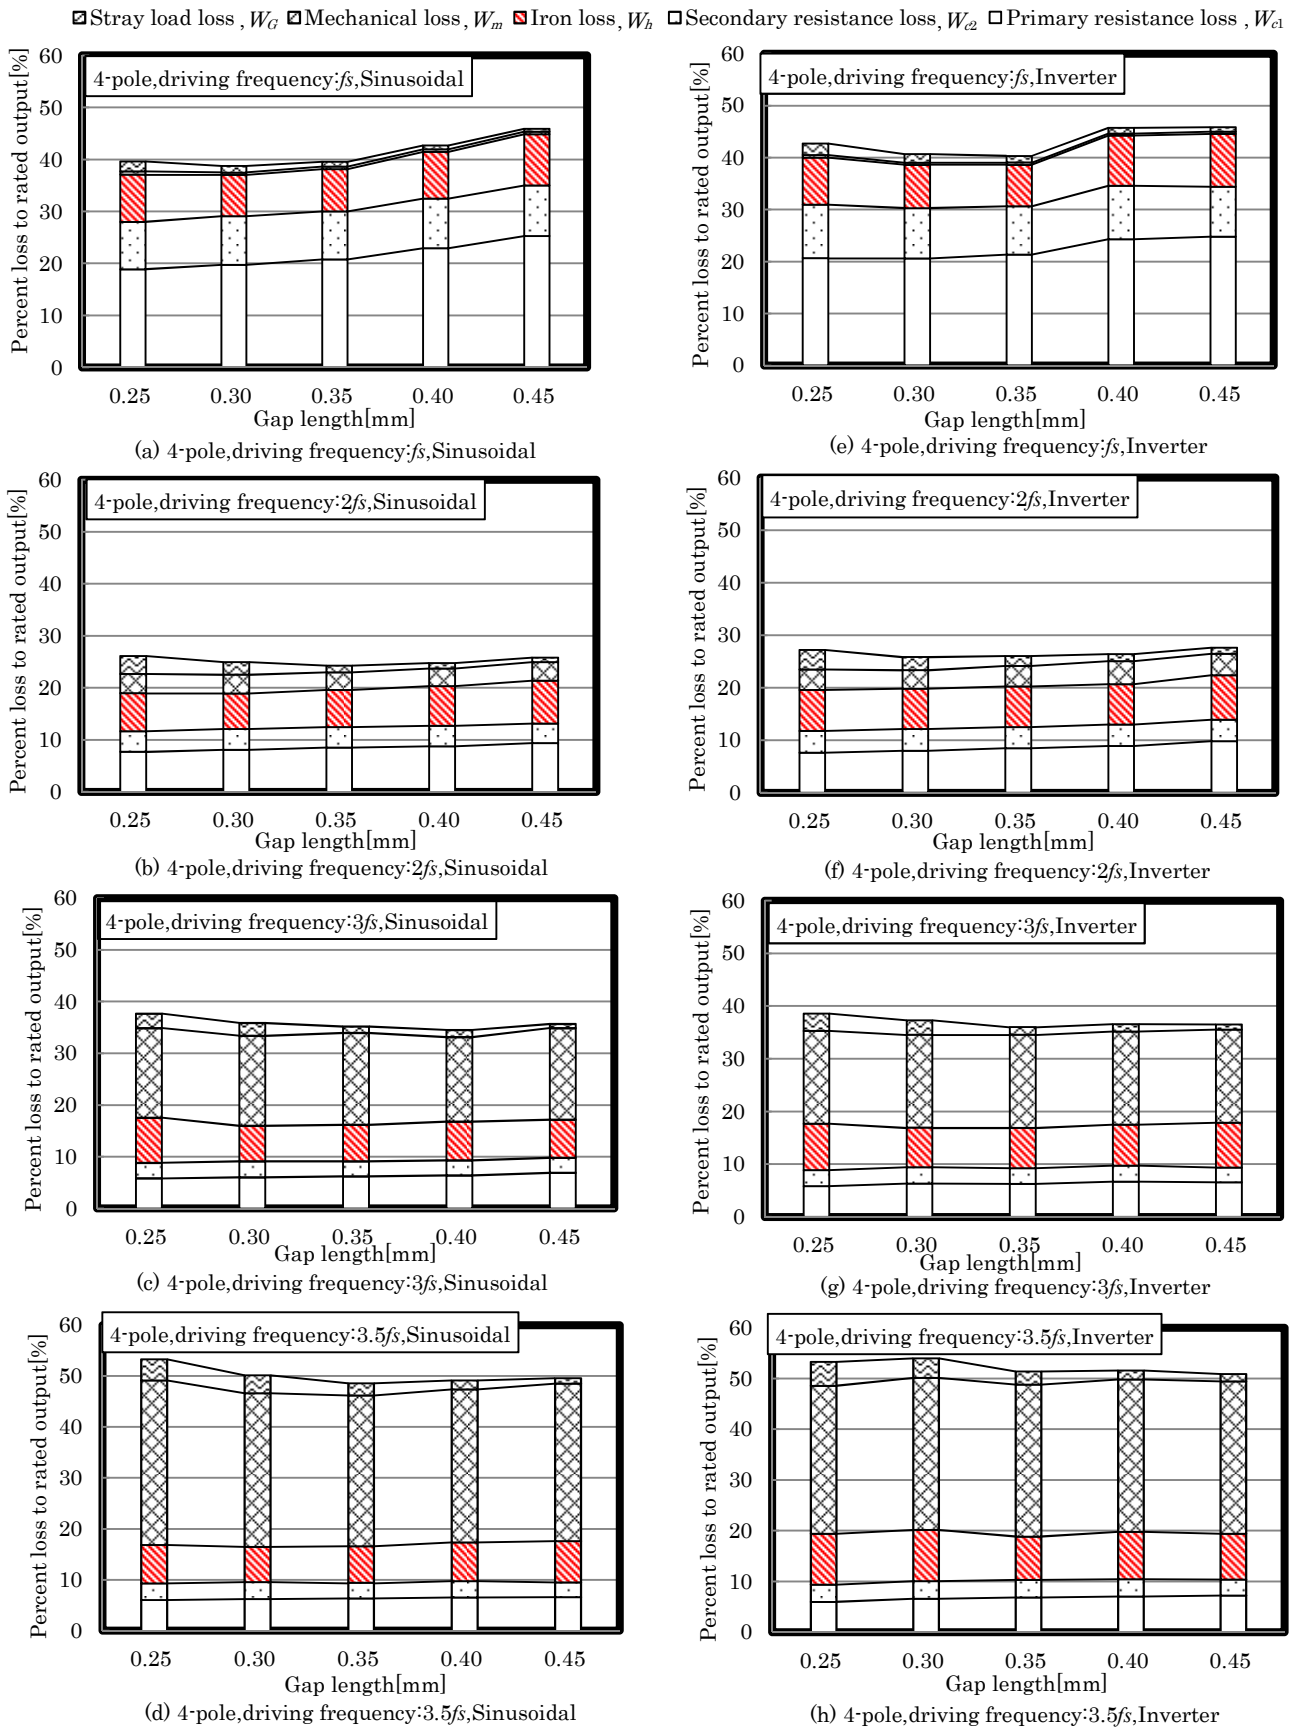 Stray load loss , WG Mechanical loss , Wm Iron loss , Wh Secondary resistance loss, Wc2 Primary resistance loss , Wc1
Percent loss to rated output[%]
60
50
40
30
20
10
0
4-pole,driving frequency:fs,Sinusoidal
0.25 0.30 0.35 0.40 0.45
Gap length[mm]
(a) 4-pole,driving frequency:fs,Sinusoidal
Percent loss to rated output[%]
60
50
40
30
20
10
0
4-pole,driving frequency:fs,Inverter
0.25 0.30 0.35 0.40 0.45
Gap length[mm]
(e) 4-pole,driving frequency:fs,Inverter
Percent loss to rated output[%]
60
50
40
30
20
10
0
4-pole,driving frequency:2fs,Sinusoidal
0.25 0.30 0.35 0.40 0.45
Gap length[mm]
(b) 4-pole,driving frequency:2fs,Sinusoidal
Percent loss to rated output[%]
60
50
40
30
20
10
0
4-pole,driving frequency:2fs,Inverter
0.25 0.30 0.35 0.40 0.45
Gap length[mm]
(f) 4-pole,driving frequency:2fs,Inverter
Percent loss to rated output[%]
60
50
40
30
20
10
0
4-pole,driving frequency:3fs,Sinusoidal
0.25 0.30 0.35 0.40 0.45
Gap length[mm]
(c) 4-pole,driving frequency:3fs,Sinusoidal
Percent loss to rated output[%]
60
50
40
30
20
10
0
4-pole,driving frequency:3fs,Inverter
0.25 0.30 0.35 0.40 0.45
Gap length[mm]
(g) 4-pole,driving frequency:3fs,Inverter
Percent loss to rated output[%]
60
50
40
30
20
10
0
4-pole,driving frequency:3.5fs,Sinusoidal
0.25 0.30 0.35 0.40 0.45
Gap length[mm]
(d) 4-pole,driving frequency:3.5fs,Sinusoidal
Percent loss to rated output[%]
60
50
40
30
20
10
0
4-pole,driving frequency:3.5fs,Inverter
0.25 0.30 0.35 0.40 0.45
Gap length[mm]
(h) 4-pole,driving frequency:3.5fs,Inverter